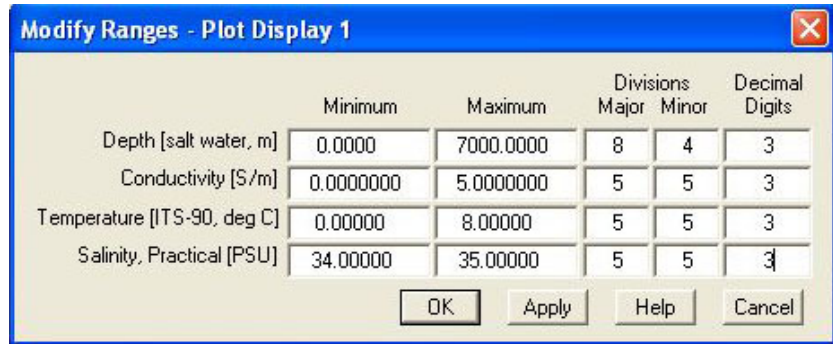 Modify Ranges - Plot Display 1
Divisions Decimal
Minimum Maximum Major Minor Digits
Depth [salt water, m] 0.0000 7000.0000 8 4 3
Conductivity [S/m] 0.0000000 5.0000000 5 5 3
Temperature [ITS-90, deg C] 0.00000 8.00000 5 5 3
Salinity, Practical [PSU] 34.00000 35.00000 5 5 3
OK Apply Help Cancel